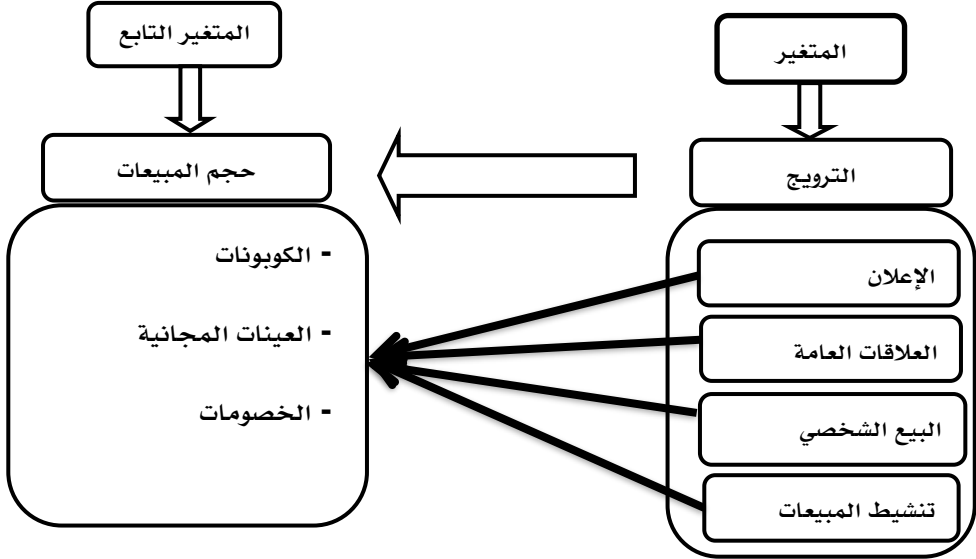 المتغير
المتغير التابع
الترويج
حجم المبيعات
الإعلان
العلاقات العامة
البيع الشخصي
تنشيط المبيعات
- الكوبونات
- العينات المجانية
- الخصومات